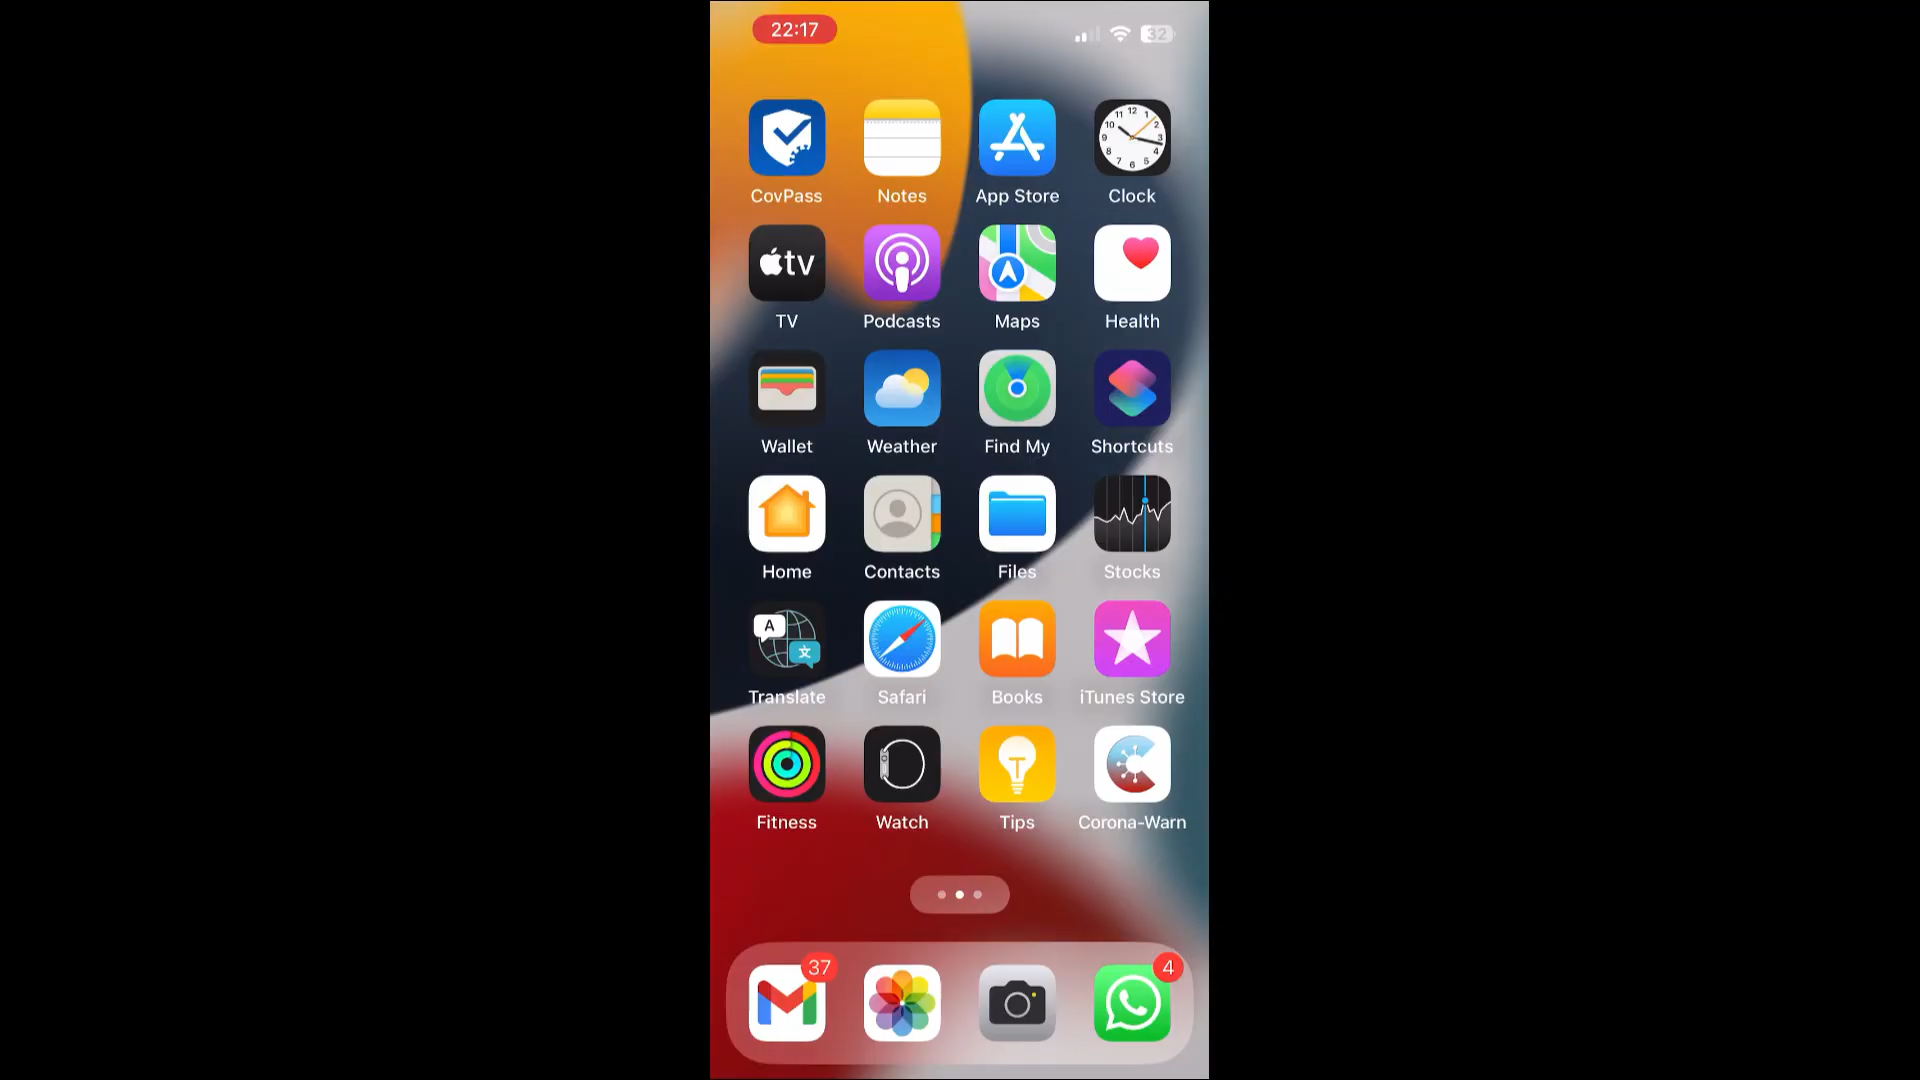 22:17
32
CovPass Notes App Store Clock
tv
TV Podcasts Maps Health
Wallet Weather Find My Shortcuts
Home Contacts Files Stocks
A
文
Translate Safari Books iTunes Store
Fitness Watch Tips Corona-Warn
37
4